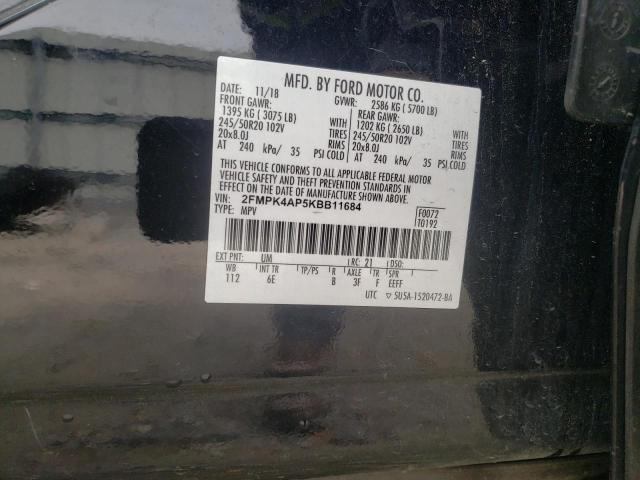 MFD. BY FORD MOTOR CO.
DATE: 11/18 GVWR: 2586 KG ( 5700 LB)
FRONT GAWR: REAR GAWR:
1395 KG ( 3075 LB) WITH 1202 KG ( 2650 LB) WITH
245/50R20 102V TIRES 245/50R20 102V TIRES
20x8.0J RIMS 20x8.0J RIMS
AT 240 kPa/ 35 PSI COLD AT 240 kPa/ 35 PSI COLD
THIS VEHICLE CONFORMS TO ALL APPLICABLE FEDERAL MOTOR
VEHICLE SAFETY AND THEFT PREVENTION STANDARDS IN
EFFECT ON THE DATE OF MANUFACTURE SHOWN ABOVE.
VIN: 2FMPK4AP5KBB11684 F0072
TYPE: MPV T0192
EXT PNT: UM RC: 21 DSO:
WB INT TR TP/PS R AXLE TR SPR
112 6E B 3F F EEFF
UTC ▽ 5U5A-1520472-BA